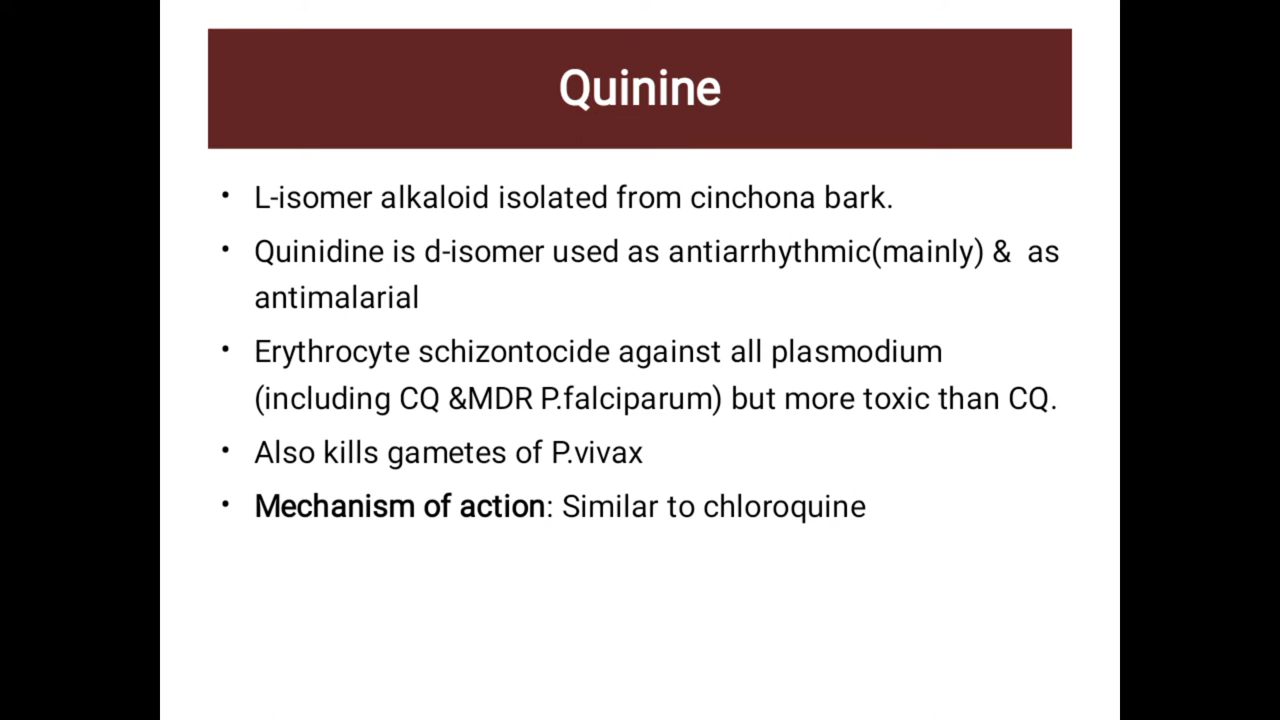 Quinine
• L-isomer alkaloid isolated from cinchona bark.
• Quinidine is d-isomer used as antiarrhythmic(mainly) &  as
antimalarial
• Erythrocyte schizontocide against all plasmodium
(including CQ &MDR P.falciparum) but more toxic than CQ.
• Also kills gametes of P.vivax
• Mechanism of action: Similar to chloroquine